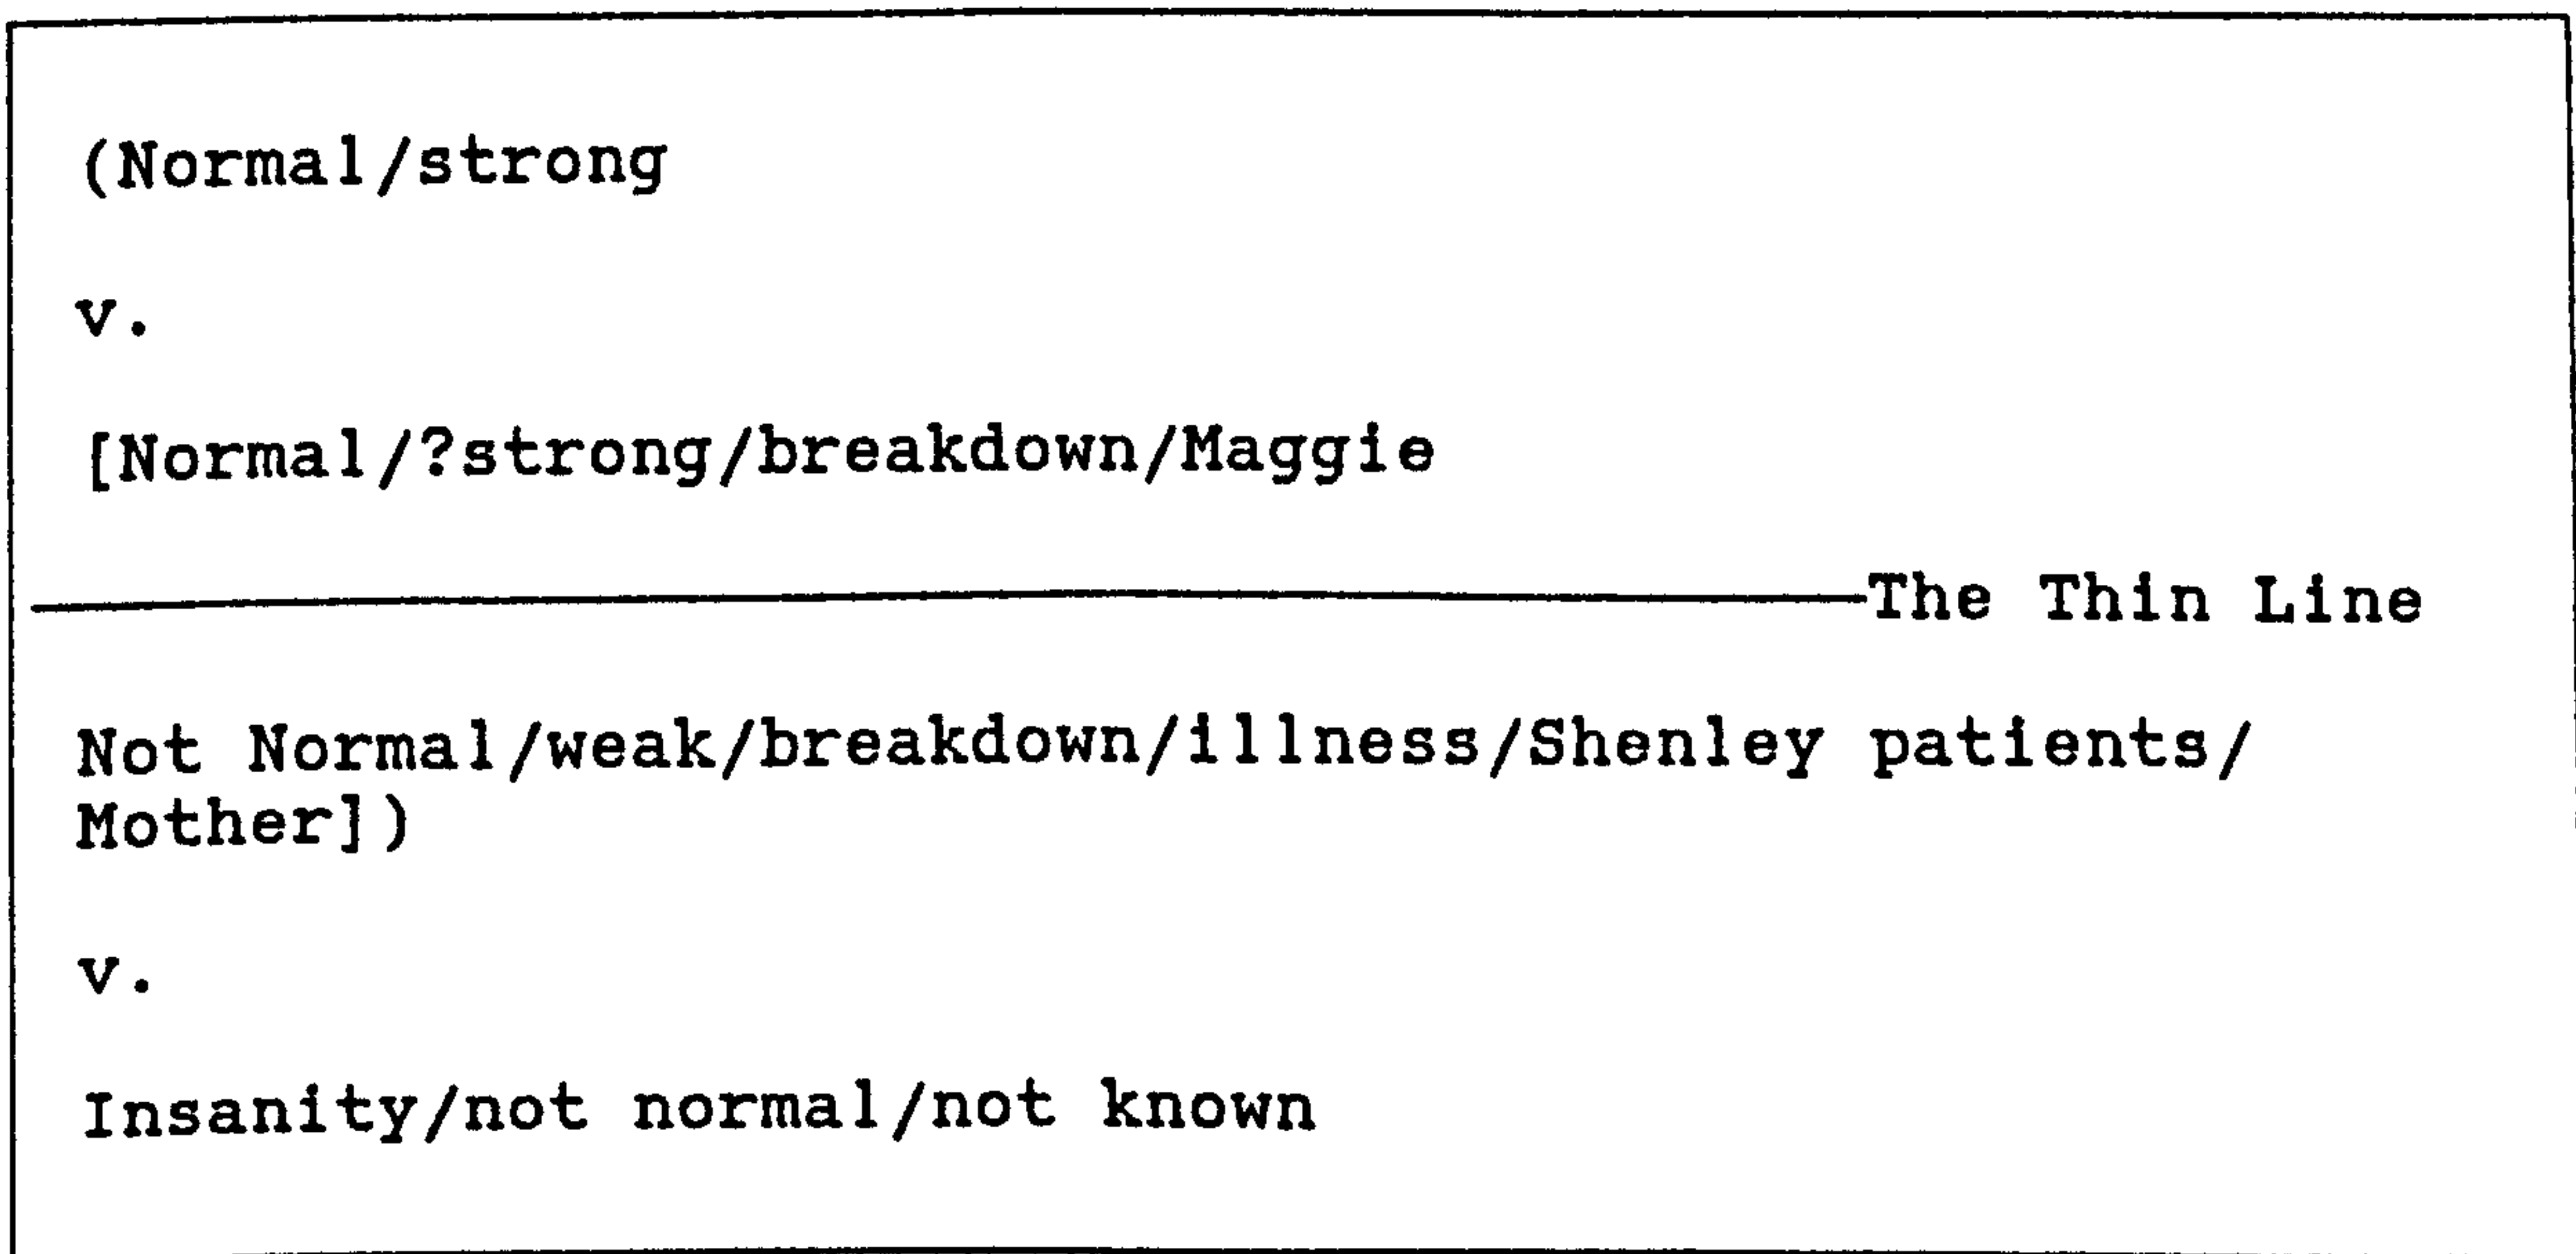 (Normal/strong
v.
[Normal/?strong/breakdown/Maggie
The Thin Line
Not Normal/weak/breakdown/illness/Shenley patients/
Mother])
v.
Insanity/not normal/not known